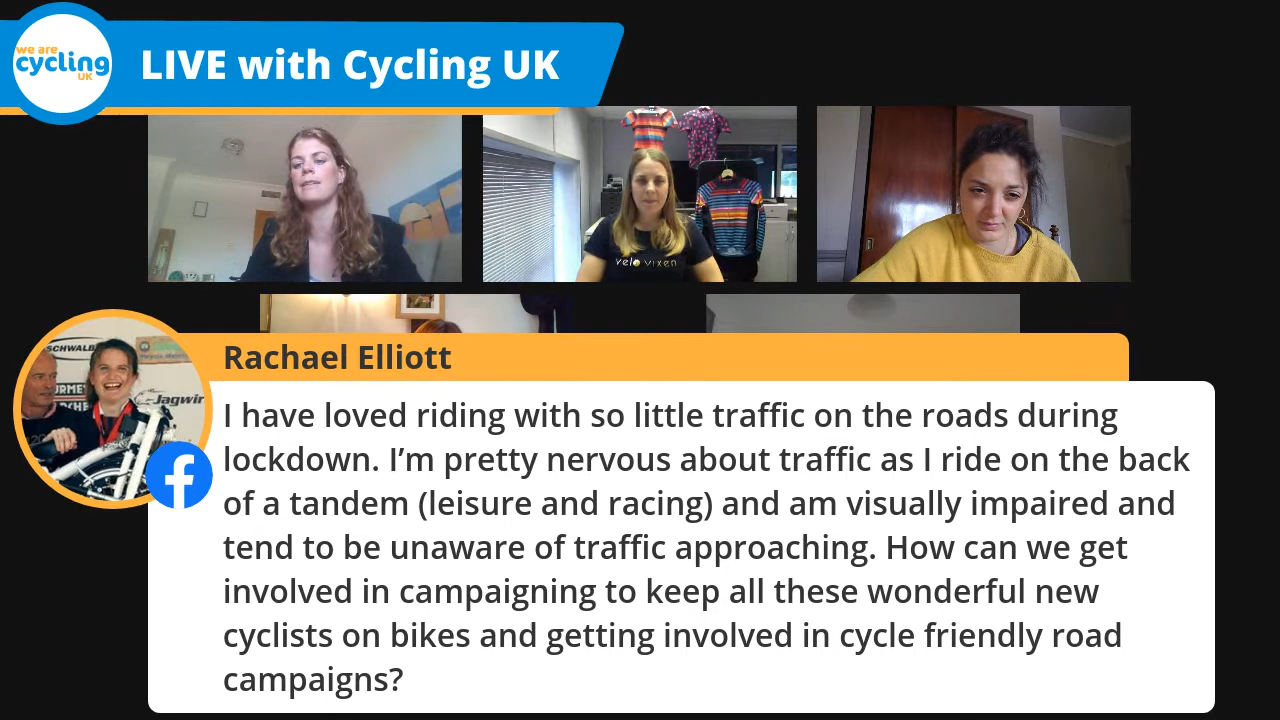 we are
cycling
UK
LIVE with Cycling UK
velo vixen
SCHWALB
Jagwir
Rachael Elliott
I have loved riding with so little traffic on the roads during
lockdown. I’m pretty nervous about traffic as I ride on the back
of a tandem (leisure and racing) and am visually impaired and
tend to be unaware of traffic approaching. How can we get
involved in campaigning to keep all these wonderful new
cyclists on bikes and getting involved in cycle friendly road
campaigns?